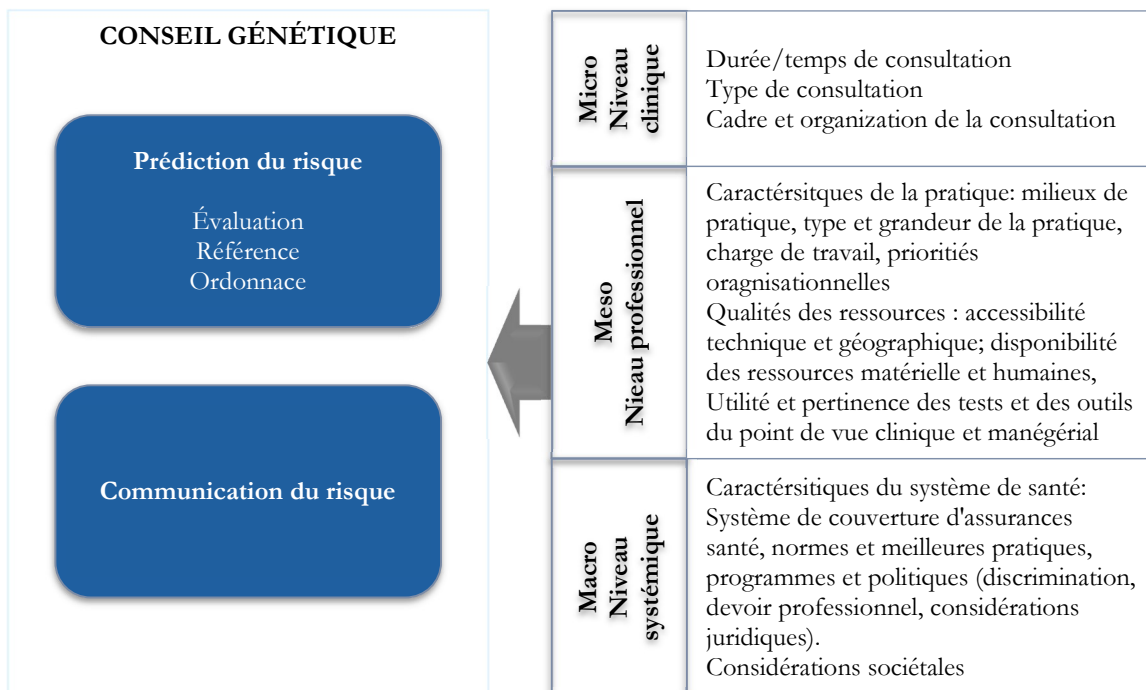 CONSEIL GÉNÉTIQUE
Prédiction du risque
Évaluation
Référence
Ordonnace
Communication du risque
Micro
Niveau
clinique
Durée/temps de consultation
Type de consultation
Cadre et organization de la consultation
Meso
Nieau professionnel
Caractérsitques de la pratique: milieux de
pratique, type et grandeur de la pratique,
charge de travail, prioritiés
oragnisationnelles
Qualités des ressources : accessibilité
technique et géographique; disponibilité
des ressources matérielle et humaines,
Utilité et pertinence des tests et des outils
du point de vue clinique et manégérial
Macro
Niveau
systémique
Caractérsitiques du système de santé:
Système de couverture d'assurances
santé, normes et meilleures pratiques,
programmes et politiques (discrimination,
devoir professionnel, considérations
juridiques).
Considérations sociétales